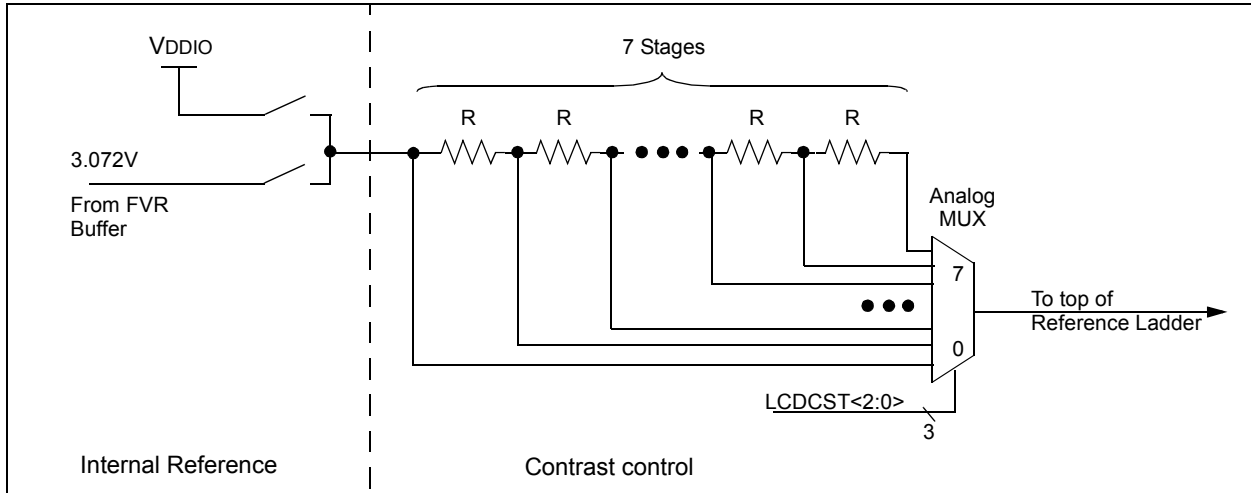 VDDIO
7 Stages
R
R
R
R
3.072V
From FVR
Buffer
Analog
MUX
7
0
To top of
Reference Ladder
LCDCST<2:0>
3
Internal Reference
Contrast control